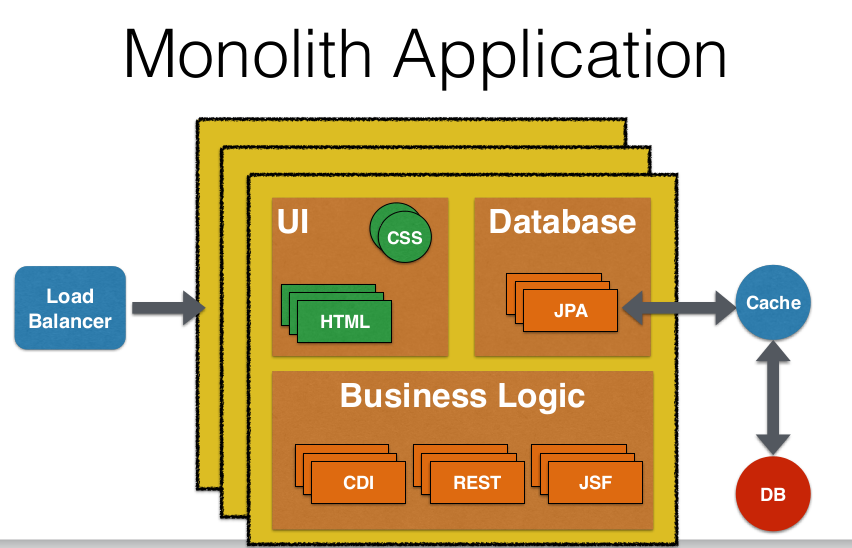 Monolith Application
UI
CSS
HTML
Database
JPA
Load
Balancer
Cache
Business Logic
CDI
REST
JSF
DB